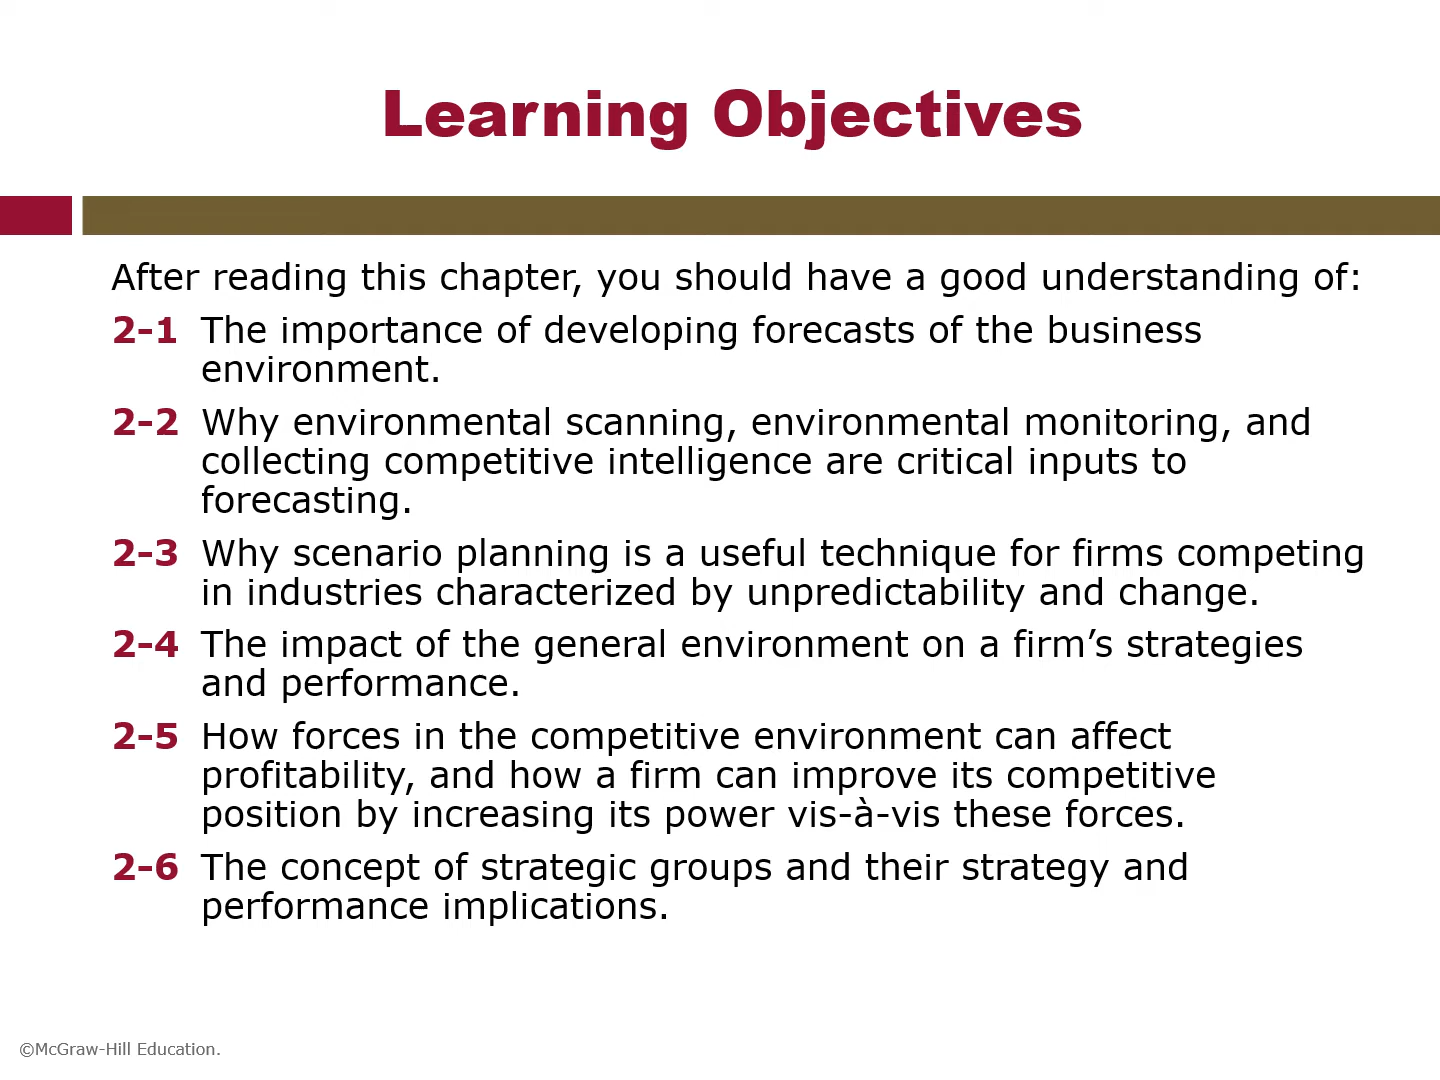 Learning Objectives
After reading this chapter, you should have a good understanding of:
2-1 The importance of developing forecasts of the business
environment.
2-2 Why environmental scanning, environmental monitoring, and
collecting competitive intelligence are critical inputs to
forecasting.
2-3 Why scenario planning is a useful technique for firms competing
in industries characterized by unpredictability and change.
2-4 The impact of the general environment on a firm’s strategies
and performance.
2-5 How forces in the competitive environment can affect
profitability, and how a firm can improve its competitive
position by increasing its power vis-à-vis these forces.
2-6 The concept of strategic groups and their strategy and
performance implications.
©McGraw-Hill Education.